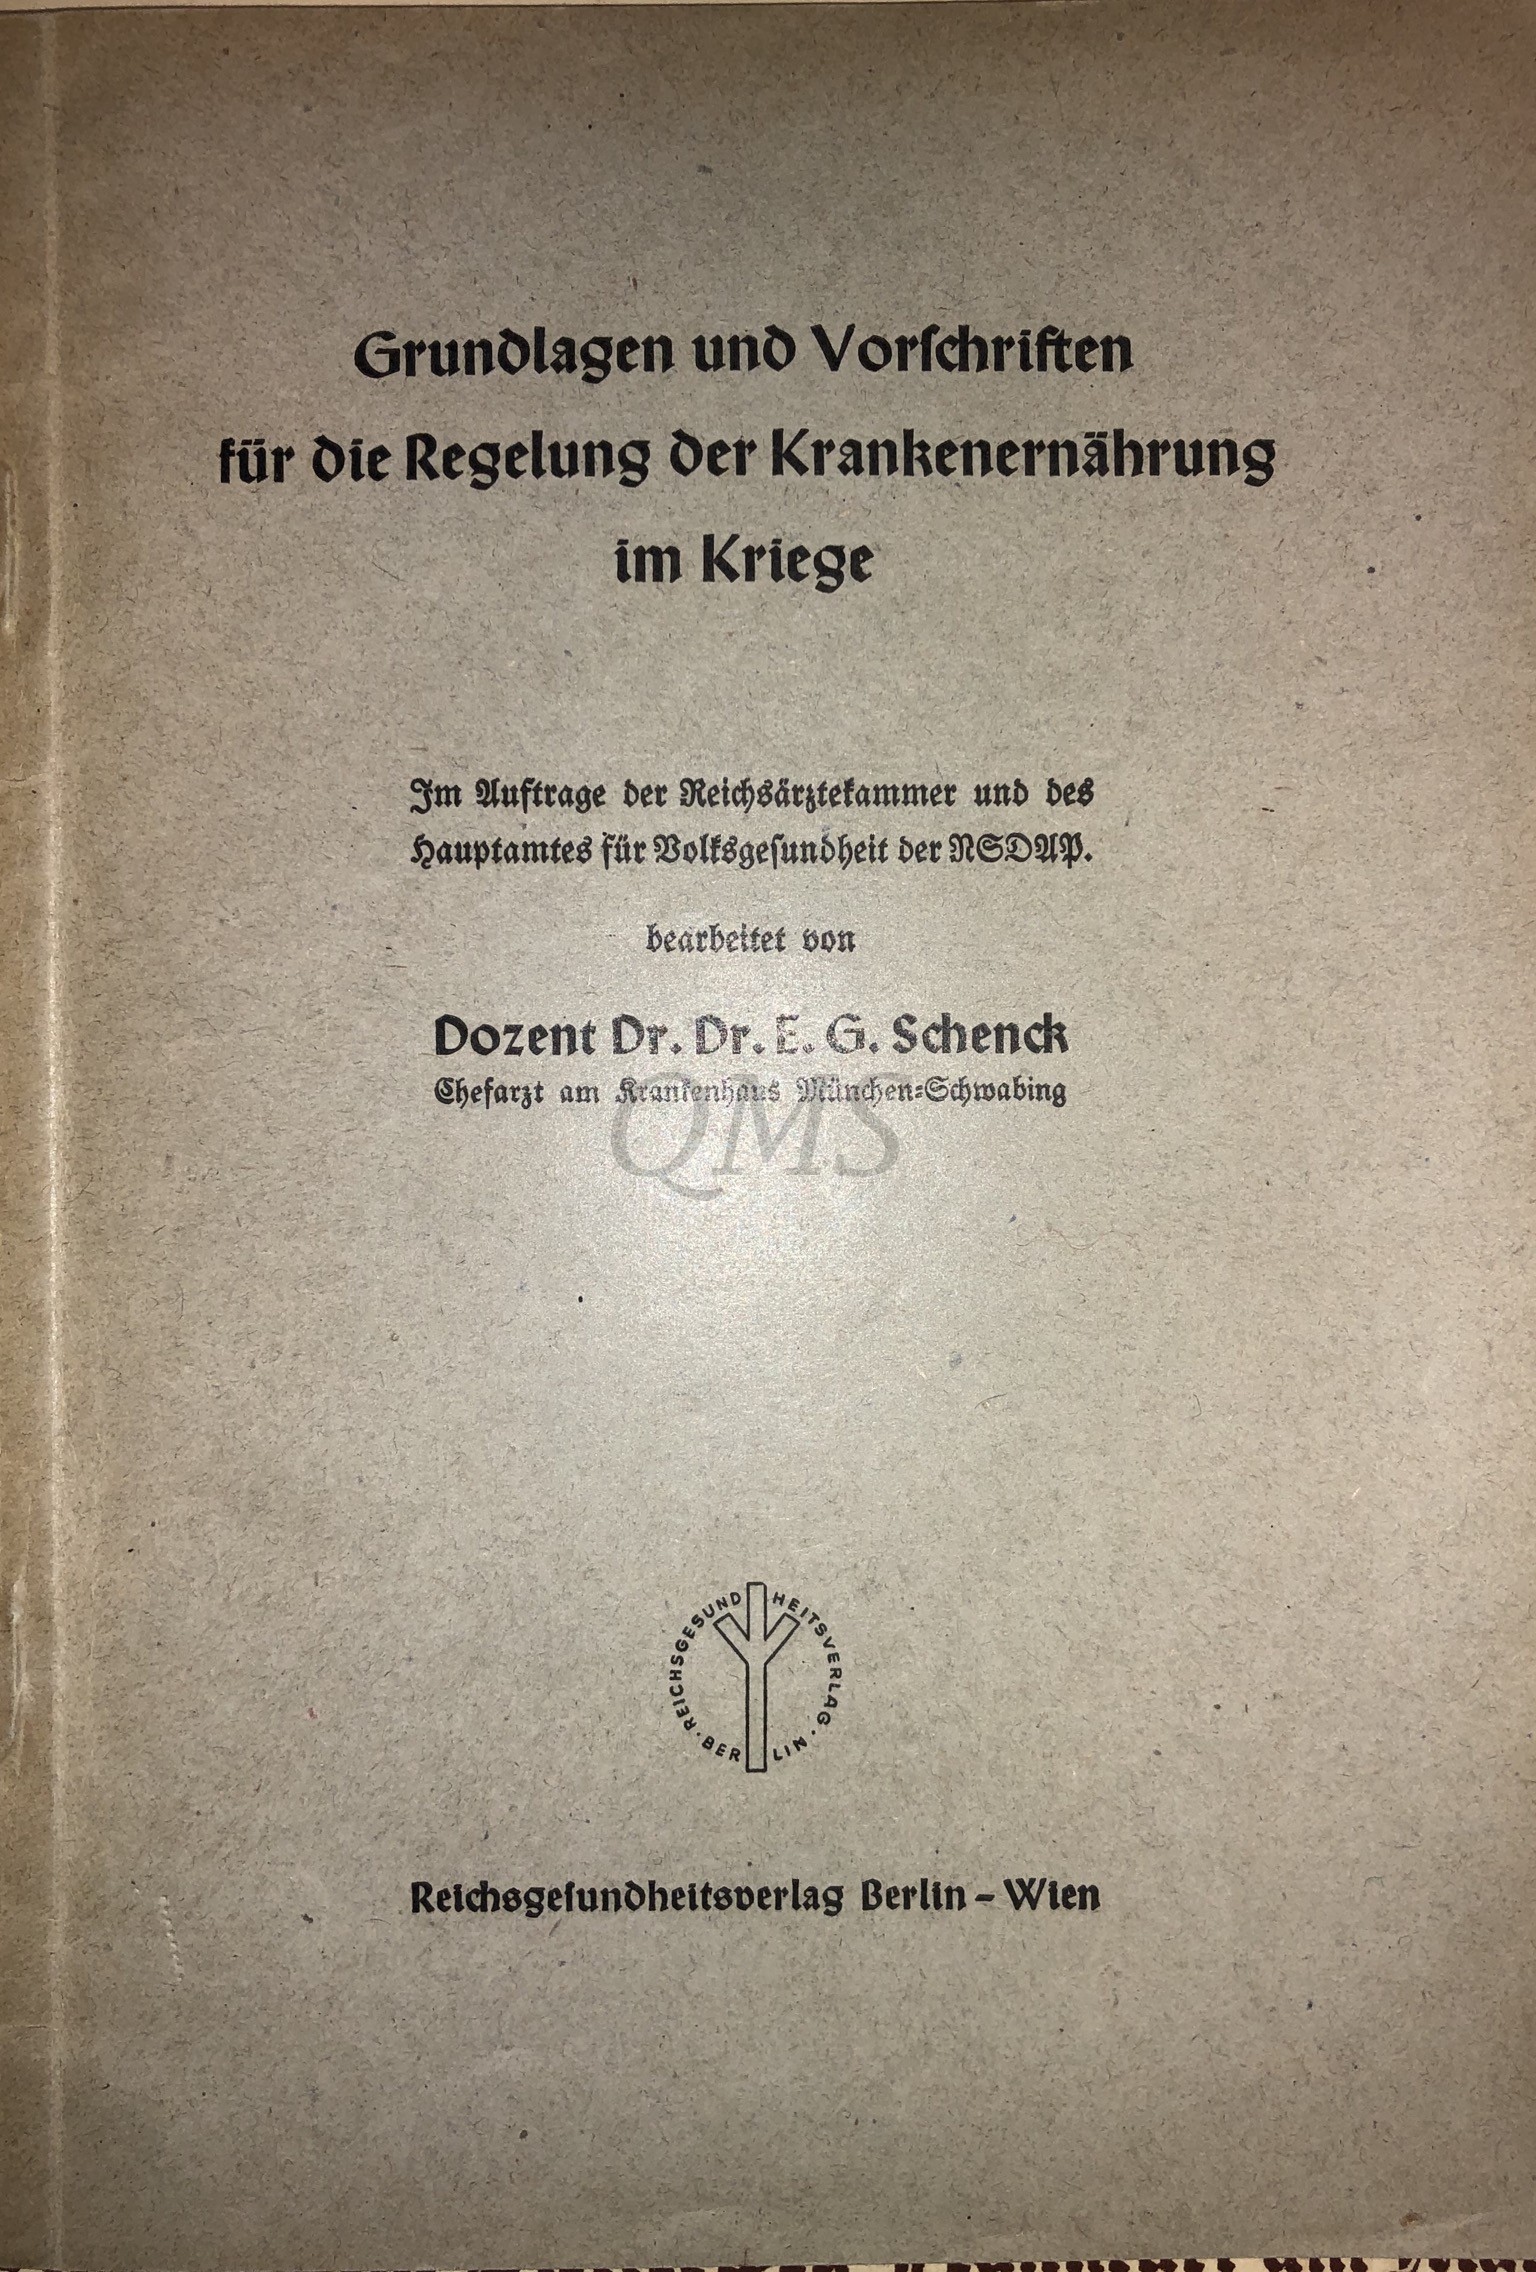 Grundlagen und Vorſchriften
für die Regelung der Krankenernährung
im Kriege
Im Auftrage der Reichsärztekammer und des
Hauptamtes für Volksgeſundheit der NSDAP.
bearbeitet von
Dozent Dr. Dr. E. G. Schenck
Chefarzt am Krankenhaus München-Schwabing
QMS
REICHSGESUNDHEITSVERLAG · BERLIN ·
Reichsgeſundheitsverlag Berlin – Wien